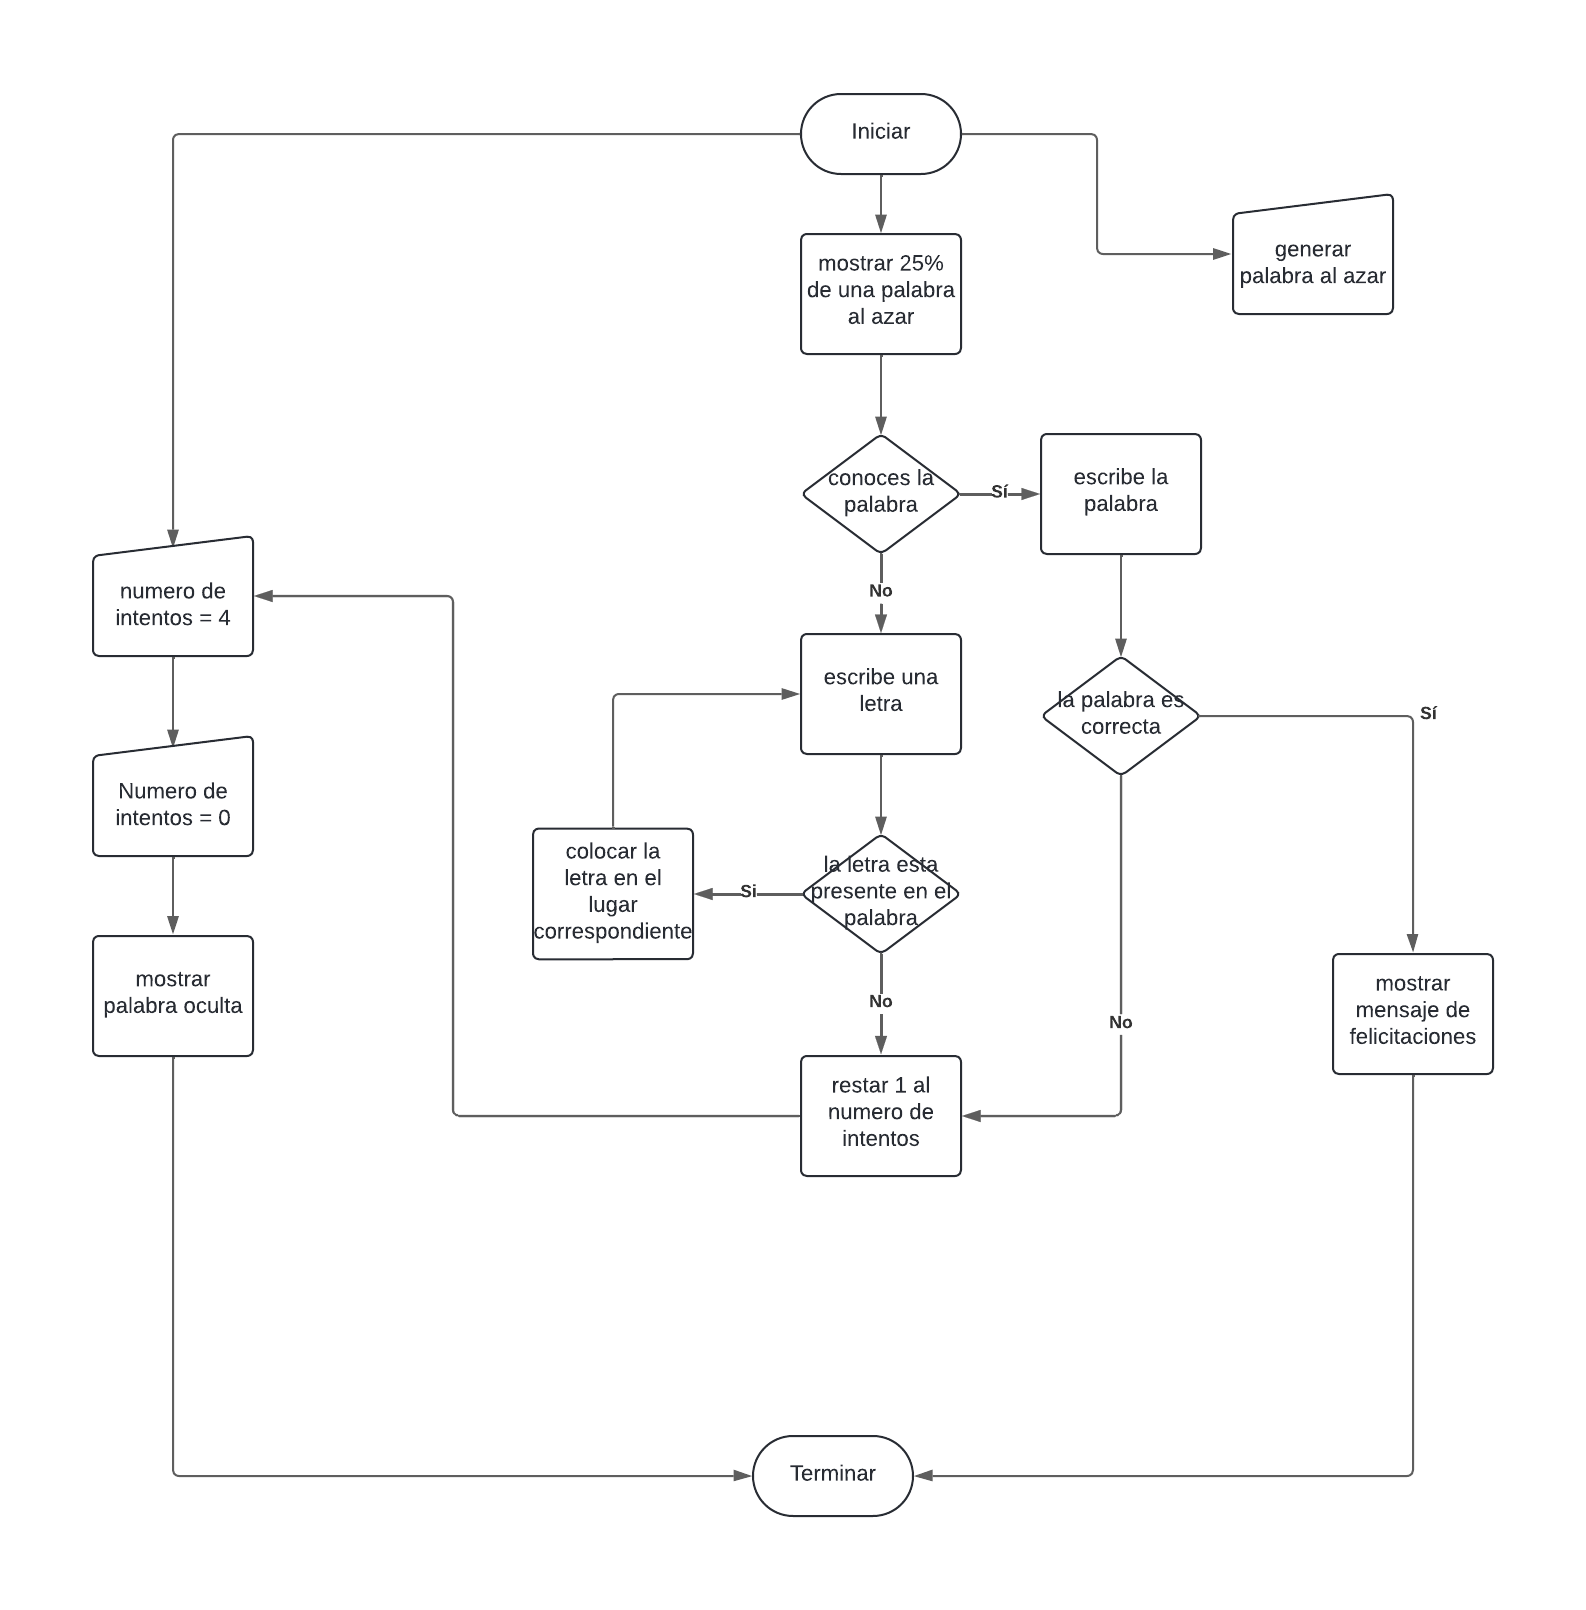 Iniciar
generar
palabra al azar
mostrar 25%
de una palabra
al azar
conoces la
palabra
Sí
escribe la
palabra
No
numero de
intentos = 4
escribe una
letra
la palabra es
correcta
Sí
Numero de
intentos = 0
colocar la
letra en el
lugar
correspondiente
Si
la letra esta
presente en el
palabra
No
mostrar
palabra oculta
No
mostrar
mensaje de
felicitaciones
restar 1 al
numero de
intentos
Terminar